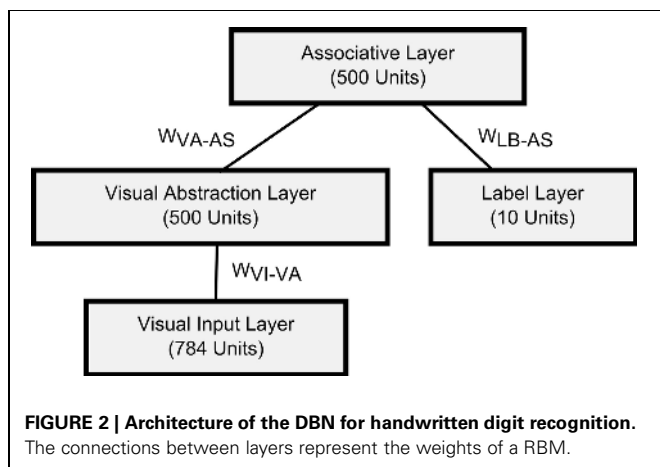 Associative Layer
(500 Units)
WVA-AS
WLB-AS
Visual Abstraction Layer
(500 Units)
Label Layer
(10 Units)
WVI-VA
Visual Input Layer
(784 Units)
FIGURE 2 | Architecture of the DBN for handwritten digit recognition.
The connections between layers represent the weights of a RBM.